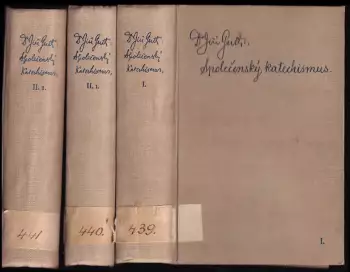 Dr Jiří Guth.
Společenský
Katechismus.
II. 2.
441
Dr Jiří Guth.
Společenský
Katechismus.
II. 1.
440.
Dr Jiří Guth.
Společenský
Katechismus.
I.
439.
Dr Jiří Guth.
Společenský katechismus.
I.